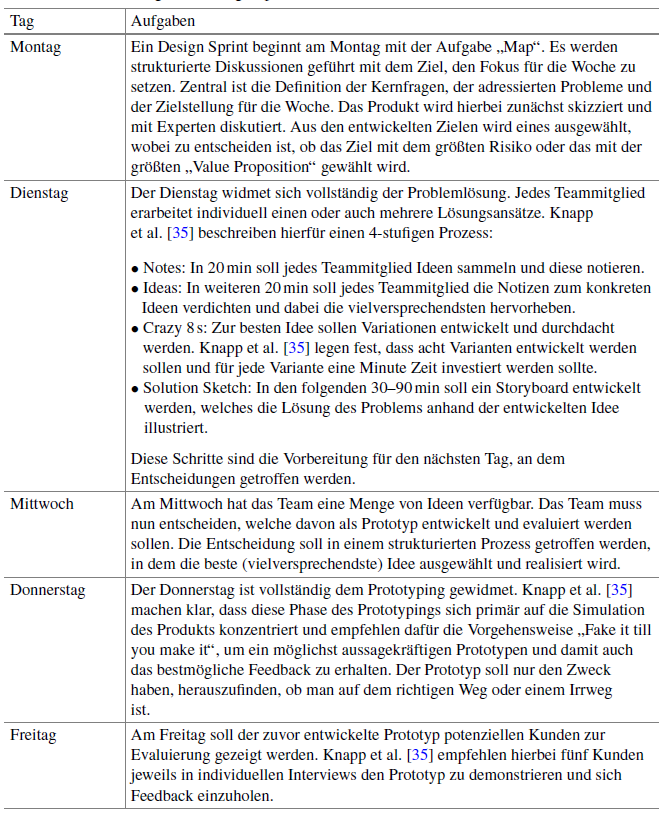 Tag Aufgaben
Montag Ein Design Sprint beginnt am Montag mit der Aufgabe „Map“. Es werden
strukturierte Diskussionen geführt mit dem Ziel, den Fokus für die Woche zu
setzen. Zentral ist die Definition der Kernfragen, der adressierten Probleme und
der Zielstellung für die Woche. Das Produkt wird hierbei zunächst skizziert und
mit Experten diskutiert. Aus den entwickelten Zielen wird eines ausgewählt,
wobei zu entscheiden ist, ob das Ziel mit dem größten Risiko oder das mit der
größten „Value Proposition“ gewählt wird.
Dienstag Der Dienstag widmet sich vollständig der Problemlösung. Jedes Teammitglied
erarbeitet individuell einen oder auch mehrere Lösungsansätze. Knapp
et al. [35] beschreiben hierfür einen 4-stufigen Prozess:
• Notes: In 20 min soll jedes Teammitglied Ideen sammeln und diese notieren.
• Ideas: In weiteren 20 min soll jedes Teammitglied die Notizen zum konkreten
Ideen verdichten und dabei die vielversprechendsten hervorheben.
• Crazy 8 s: Zur besten Idee sollen Variationen entwickelt und durchdacht
werden. Knapp et al. [35] legen fest, dass acht Varianten entwickelt werden
sollen und für jede Variante eine Minute Zeit investiert werden sollte.
• Solution Sketch: In den folgenden 30–90 min soll ein Storyboard entwickelt
werden, welches die Lösung des Problems anhand der entwickelten Idee
illustriert.
Diese Schritte sind die Vorbereitung für den nächsten Tag, an dem
Entscheidungen getroffen werden.
Mittwoch Am Mittwoch hat das Team eine Menge von Ideen verfügbar. Das Team muss
nun entscheiden, welche davon als Prototyp entwickelt und evaluiert werden
sollen. Die Entscheidung soll in einem strukturierten Prozess getroffen werden,
in dem die beste (vielversprechendste) Idee ausgewählt und realisiert wird.
Donnerstag Der Donnerstag ist vollständig dem Prototyping gewidmet. Knapp et al. [35]
machen klar, dass diese Phase des Prototypings sich primär auf die Simulation
des Produkts konzentriert und empfehlen dafür die Vorgehensweise „Fake it till
you make it“, um ein möglichst aussagekräftigen Prototypen und damit auch
das bestmögliche Feedback zu erhalten. Der Prototyp soll nur den Zweck
haben, herauszufinden, ob man auf dem richtigen Weg oder einem Irrweg
ist.
Freitag Am Freitag soll der zuvor entwickelte Prototyp potenziellen Kunden zur
Evaluierung gezeigt werden. Knapp et al. [35] empfehlen hierbei fünf Kunden
jeweils in individuellen Interviews den Prototyp zu demonstrieren und sich
Feedback einzuholen.